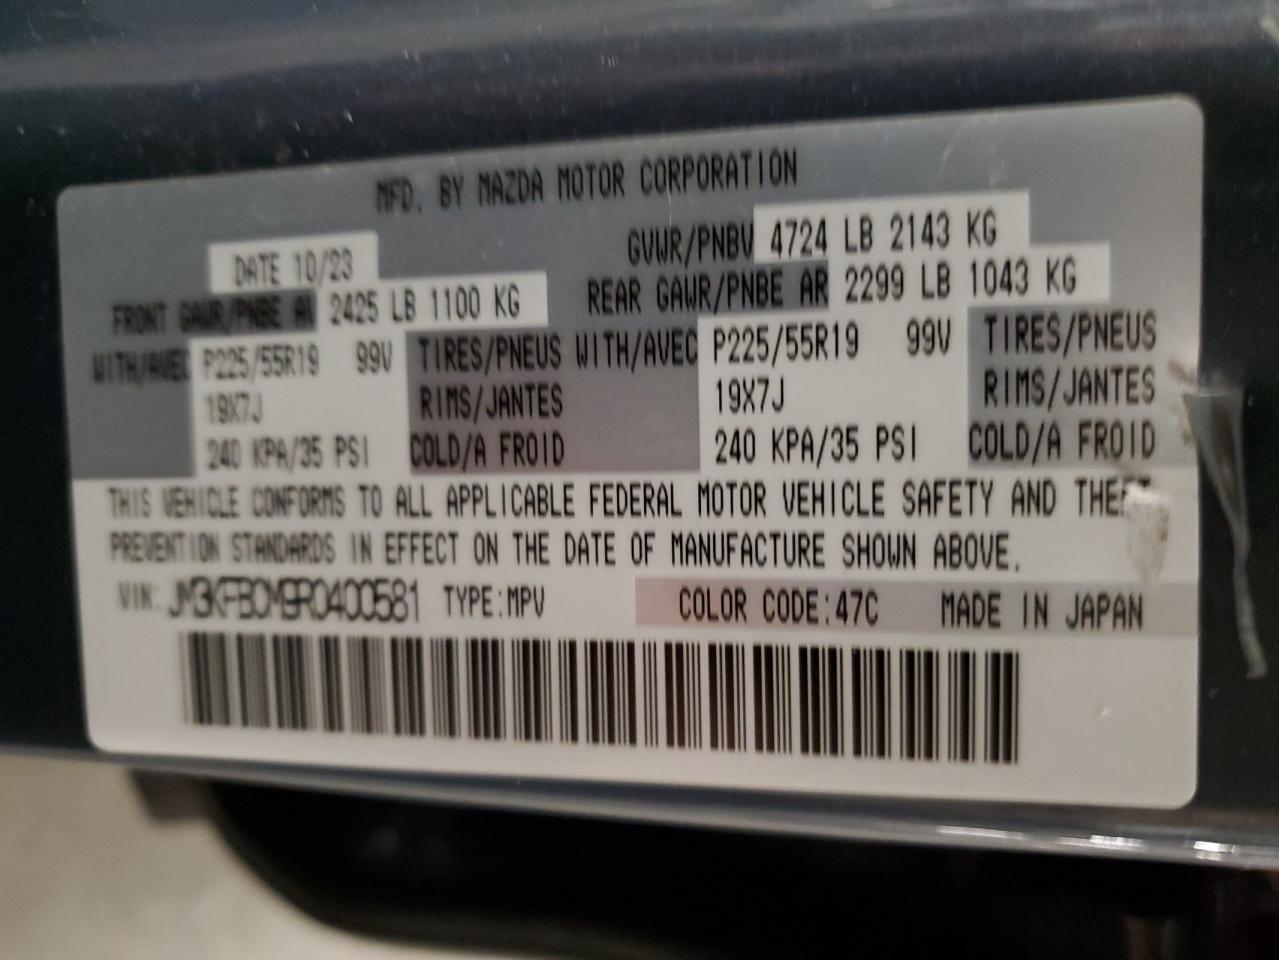 MFD. BY MAZDA MOTOR CORPORATION
DATE 10/23 GVWR/PNBV 4724 LB 2143 KG
FRONT GAWR/PNBE AV 2425 LB 1100 KG REAR GAWR/PNBE AR 2299 LB 1043 KG
WITH/AVEC P225/55R19 99V TIRES/PNEUS WITH/AVEC P225/55R19 99V TIRES/PNEUS
19X7J RIMS/JANTES 19X7J RIMS/JANTES
240 KPA/35 PSI COLD/A FROID 240 KPA/35 PSI COLD/A FROID
THIS VEHICLE CONFORMS TO ALL APPLICABLE FEDERAL MOTOR VEHICLE SAFETY AND THEFT
PREVENTION STANDARDS IN EFFECT ON THE DATE OF MANUFACTURE SHOWN ABOVE.
VIN: JM3KFBCM9R0400581 TYPE:MPV COLOR CODE:47C MADE IN JAPAN